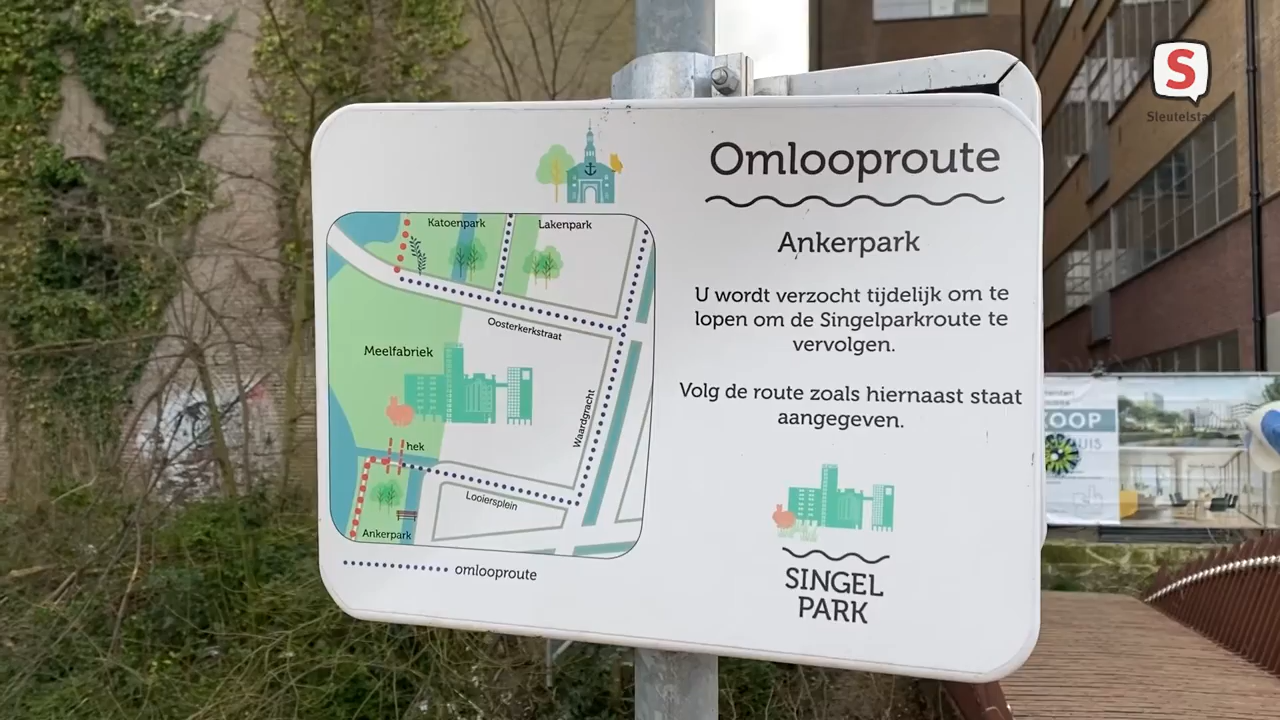 S
Sleutelstad
Omlooproute
Ankerpark
U wordt verzocht tijdelijk om te
lopen om de Singelparkroute te
vervolgen.
Volg de route zoals hiernaast staat
aangegeven.
SINGEL
PARK
Katoenpark
Lakenpark
Oosterkerkstraat
Meelfabriek
Waardgracht
hek
Looiersplein
Ankerpark
omlooproute
KOOP